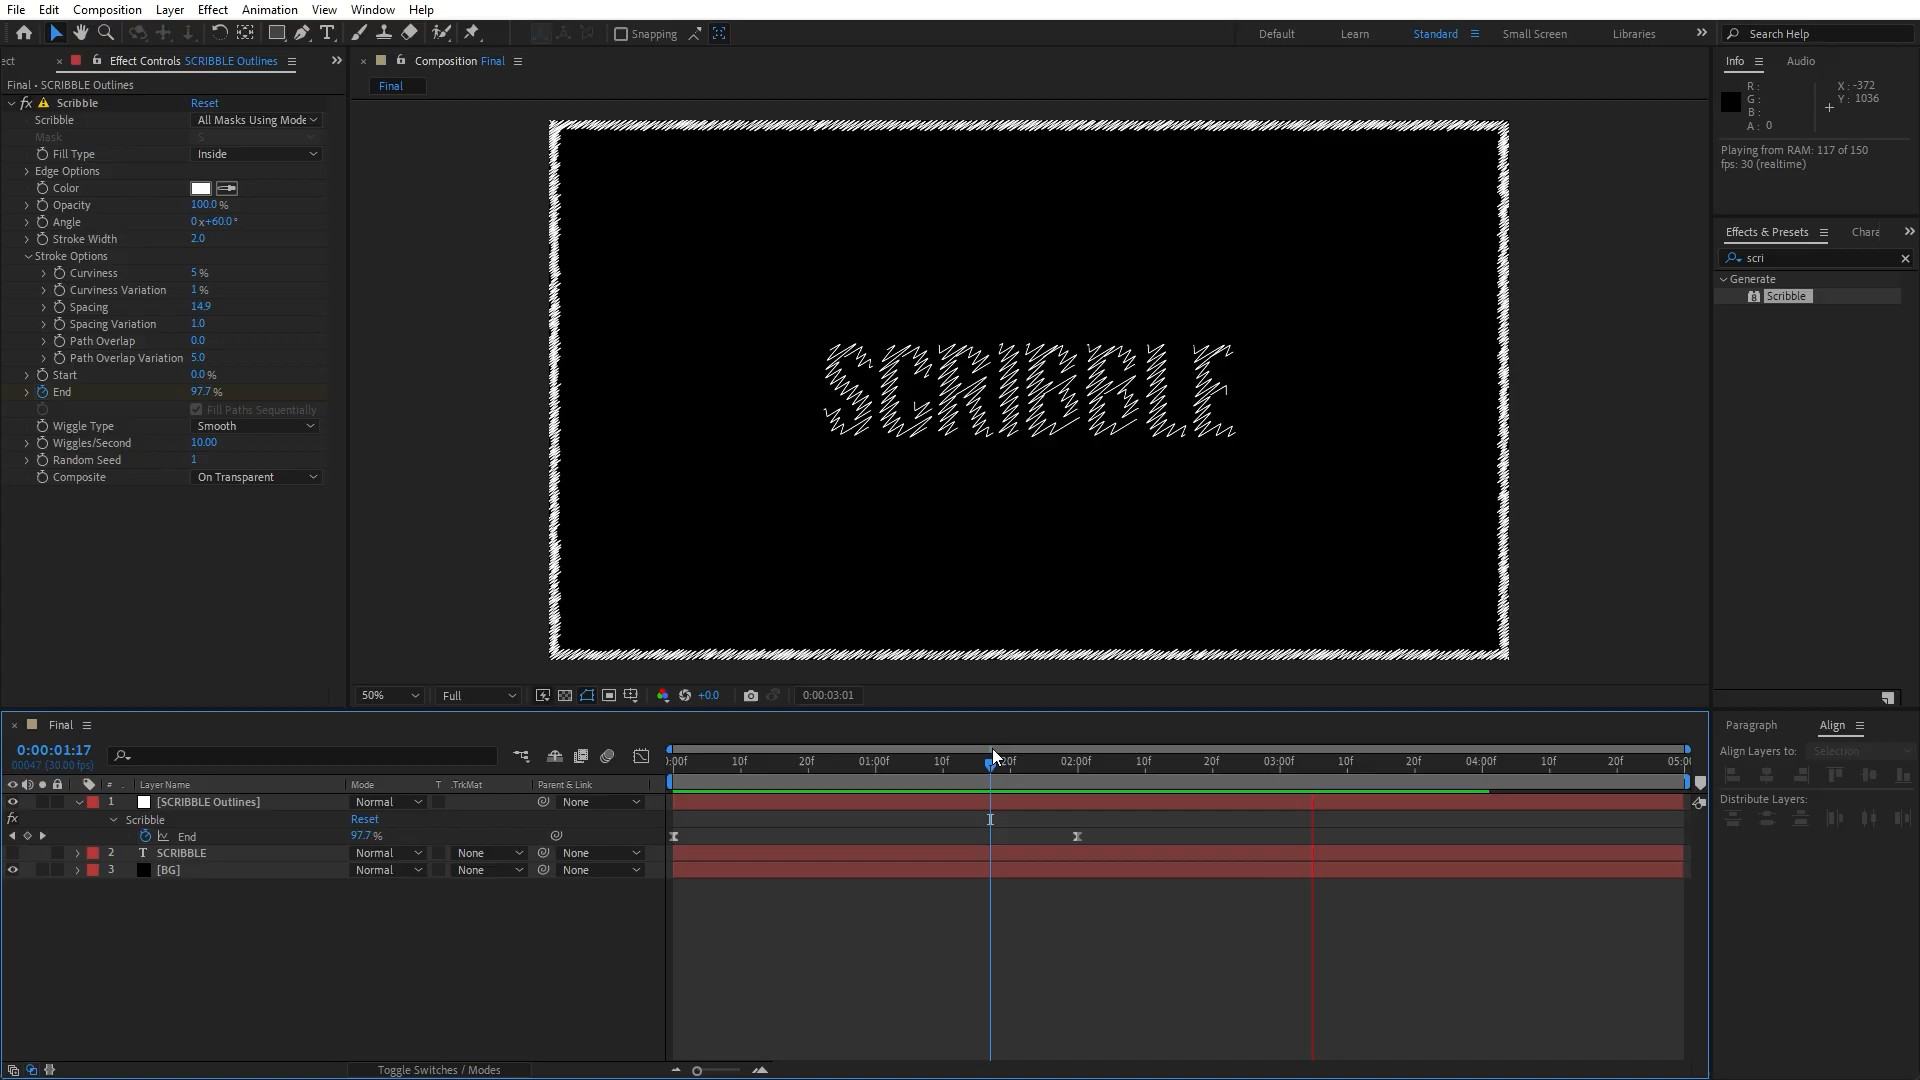 File Edit Composition Layer Effect Animation View Window Help
Snapping
Default Learn Standard Small Screen Libraries
Search Help
ect
Effect Controls SCRIBBLE Outlines
Final • SCRIBBLE Outlines
fx Scribble Reset
Scribble All Masks Using Mode
Mask S
Fill Type Inside
Edge Options
Color
Opacity 100.0 %
Angle 0 x+60.0 °
Stroke Width 2.0
Stroke Options
Curviness 5 %
Curviness Variation 1 %
Spacing 14.9
Spacing Variation 1.0
Path Overlap 0.0
Path Overlap Variation 5.0
Start 0.0 %
End 97.7 %
Fill Paths Sequentially
Wiggle Type Smooth
Wiggles/Second 10.00
Random Seed 1
Composite On Transparent
Composition Final
Final
SCRIBBLE
50% Full +0.0 0:00:03:01
Info Audio
R :
G :
B :
A : 0
X : -372
Y : 1036
Playing from RAM: 117 of 150
fps: 30 (realtime)
Effects & Presets Chara
scri
Generate
Scribble
Final
0:00:01:17
00047 (30.00 fps)
# Layer Name Mode T .TrkMat Parent & Link
):00f 10f 20f 01:00f 10f 20f 02:00f 10f 20f 03:00f 10f 20f 04:00f 10f 20f 05:00
1 [SCRIBBLE Outlines] Normal None
fx Scribble Reset
End 97.7 %
2 T SCRIBBLE Normal None None
3 [BG] Normal None None
Toggle Switches / Modes
Paragraph Align
Align Layers to: Selection
Distribute Layers: